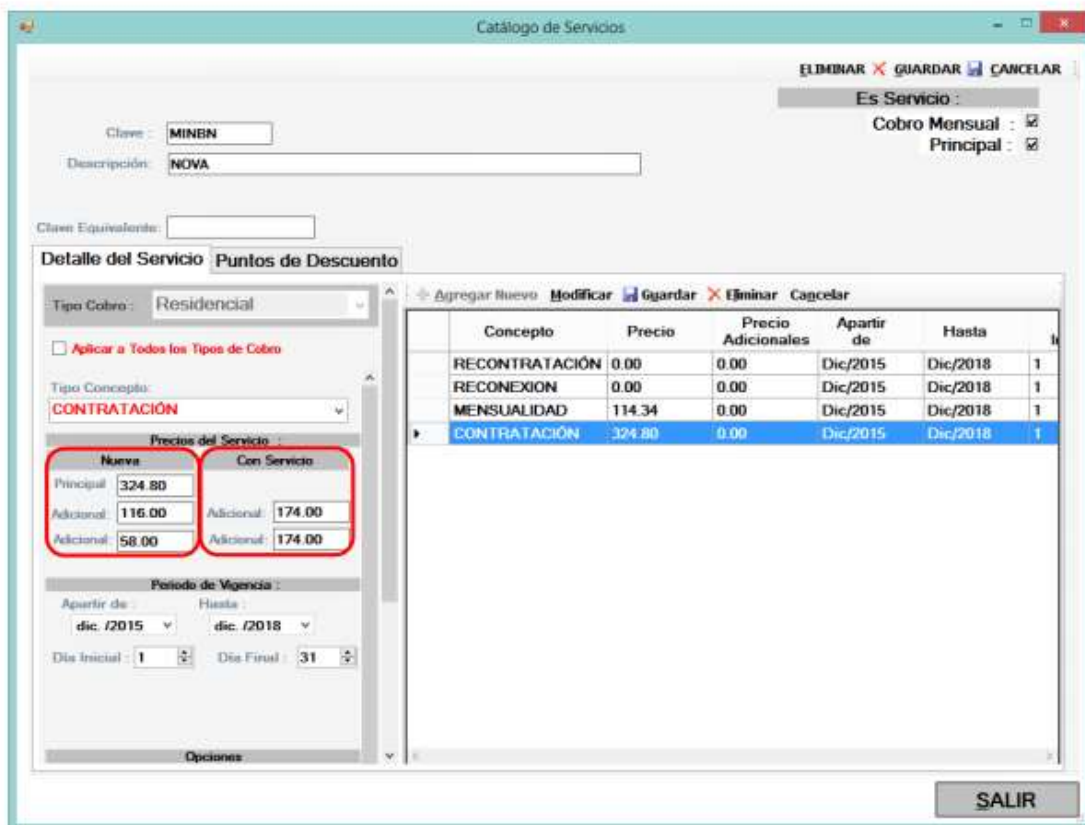 Catálogo de Servicios
ELIMINAR GUARDAR CANCELAR
Es Servicio :
Cobro Mensual :
Principal :
Clave : MINBN
Descripción: NOVA
Clave Equivalente:
Detalle del Servicio Puntos de Descuento
Tipo Cobro : Residencial
Aplicar a Todos los Tipos de Cobro
Tipo Concepto:
CONTRATACIÓN
Precios del Servicio :
Nueva Con Servicio
Principal 324.80
Adicional: 116.00 Adicional: 174.00
Adicional: 58.00 Adicional: 174.00
Periodo de Vigencia :
Apartir de : Hasta :
dic. /2015 dic. /2018
Día Inicial : 1 Día Final : 31
Opciones
Agregar Nuevo Modificar Guardar Eliminar Cancelar
Concepto Precio Precio Adicionales Apartir de Hasta
RECONTRATACIÓN 0.00 0.00 Dic/2015 Dic/2018 1
RECONEXION 0.00 0.00 Dic/2015 Dic/2018 1
MENSUALIDAD 114.34 0.00 Dic/2015 Dic/2018 1
CONTRATACIÓN 324.80 0.00 Dic/2015 Dic/2018 1
SALIR